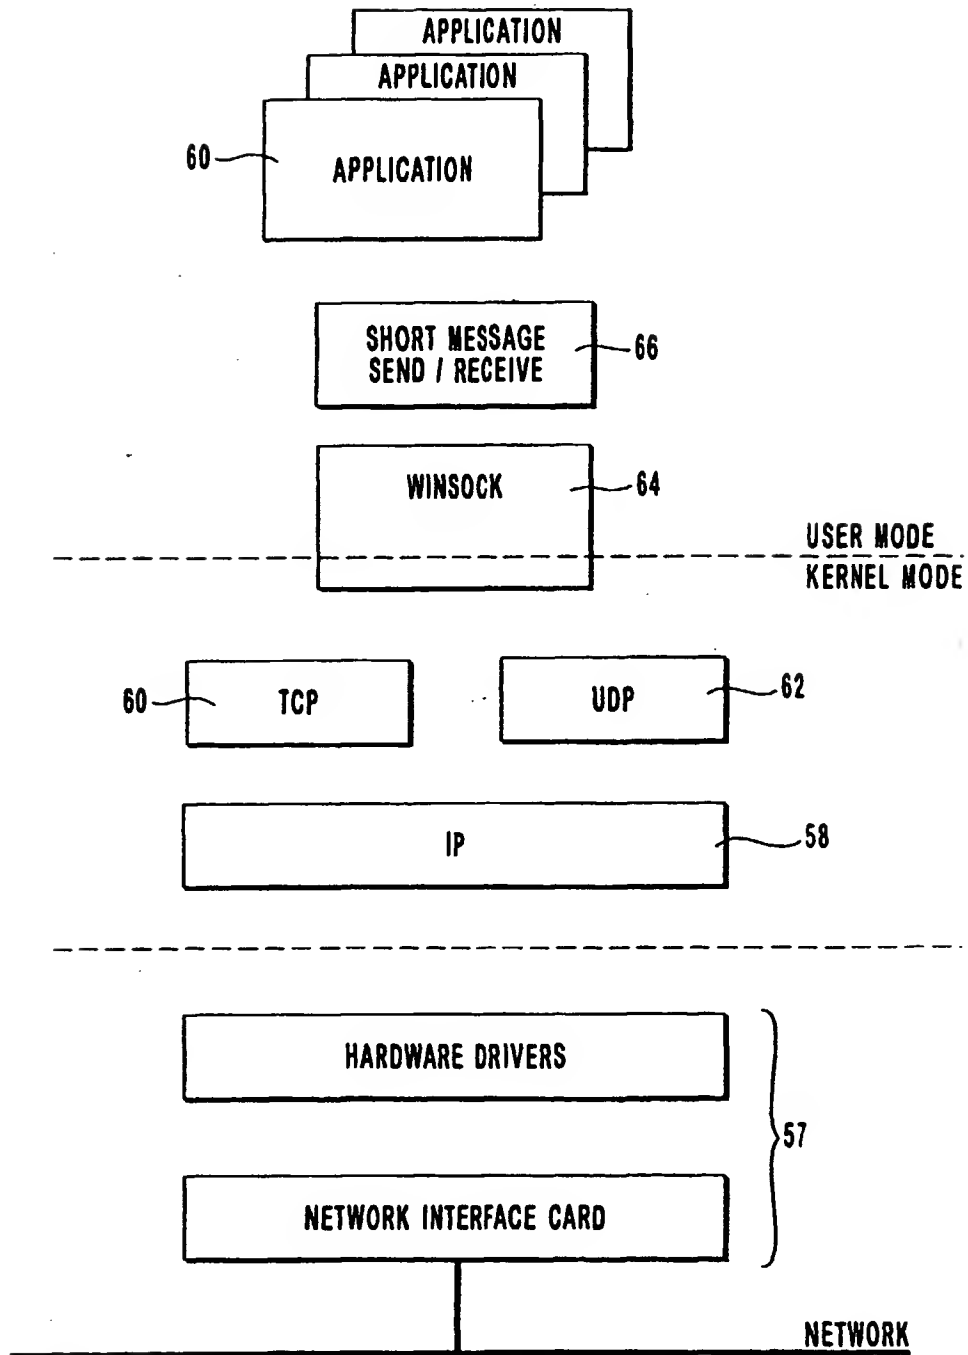 APPLICATION
APPLICATION
60
APPLICATION
SHORT MESSAGE
SEND / RECEIVE
66
WINSOCK
64
USER MODE
KERNEL MODE
60
TCP
UDP
62
IP
58
HARDWARE DRIVERS
57
NETWORK INTERFACE CARD
NETWORK